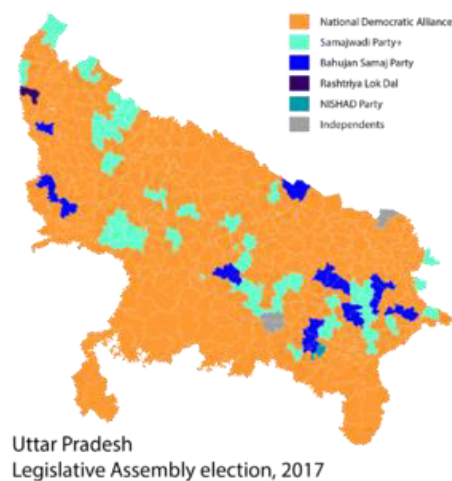 National Democratic Alliance
Samajwadi Party+
Bahujan Samaj Party
Rashtriya Lok Dal
NISHAD Party
Independents
Uttar Pradesh
Legislative Assembly election, 2017